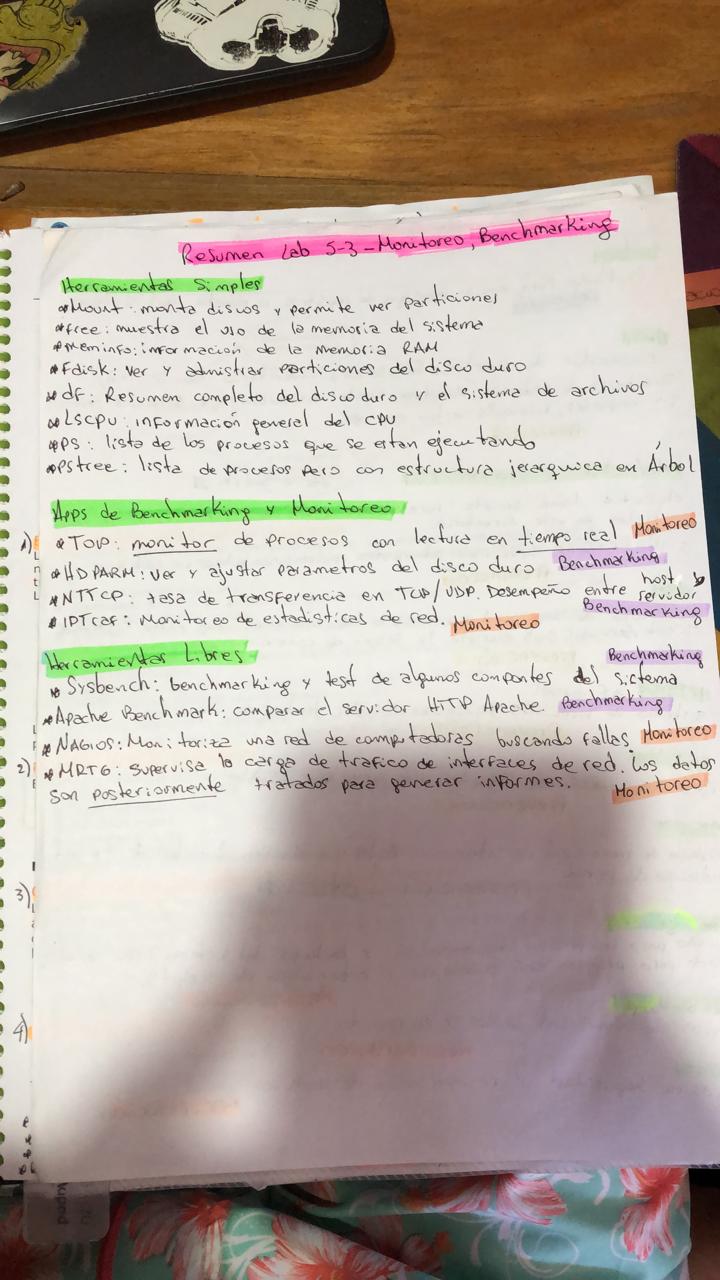 Resumen Lab 5-3 - Monitoreo, Benchmarking
Herramientas Simples
*Mount: monta discos y permite ver particiones
*free: muestra el uso de la memoria del sistema
*meminfo: información de la memoria RAM
*Fdisk: ver y admistrar particiones del disco duro
*df: Resumen completo del disco duro y el sistema de archivos
*Lscpu: información general del CPU
*PS: lista de los procesos que se estan ejecutando
*Pstree: lista de procesos pero con estructura jerarquica en Árbol
Apps de Benchmarking y Monitoreo
*TOP: monitor de procesos con lectura en tiempo real Monitoreo
*HDPARM: ver y ajustar parametros del disco duro Benchmarking
*NTTCP: tasa de transferencia en TCP/UDP. Desempeño entre host y servidor
Benchmarking
*IPTraf: Monitoreo de estadisticas de red. Monitoreo
Herramientas Libres
Benchmarking
*Sysbench: benchmarking y test de algunos compontes del sistema
*Apache Benchmark: comparar el servidor HTTP Apache. Benchmarking
*NAGIOS: Monitoriza una red de computadoras buscando fallas Monitoreo
*MRTG: Supervisa la carga de trafico de interfaces de red. Los datos
son posteriormente tratados para generar informes. Monitoreo
1)
2)
3)
4)